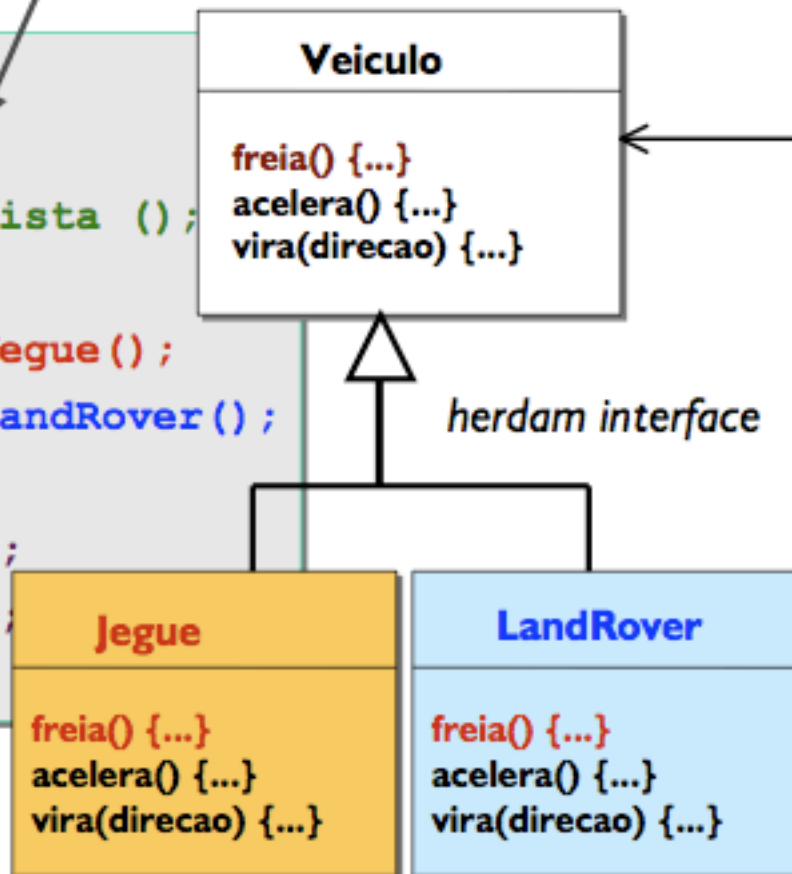 Veiculo
freia() {...}
acelera() {...}
vira(direcao) {...}
ista ();
egue();
andRover();
herdam interface
;
;
Jegue
freia() {...}
acelera() {...}
vira(direcao) {...}
LandRover
freia() {...}
acelera() {...}
vira(direcao) {...}